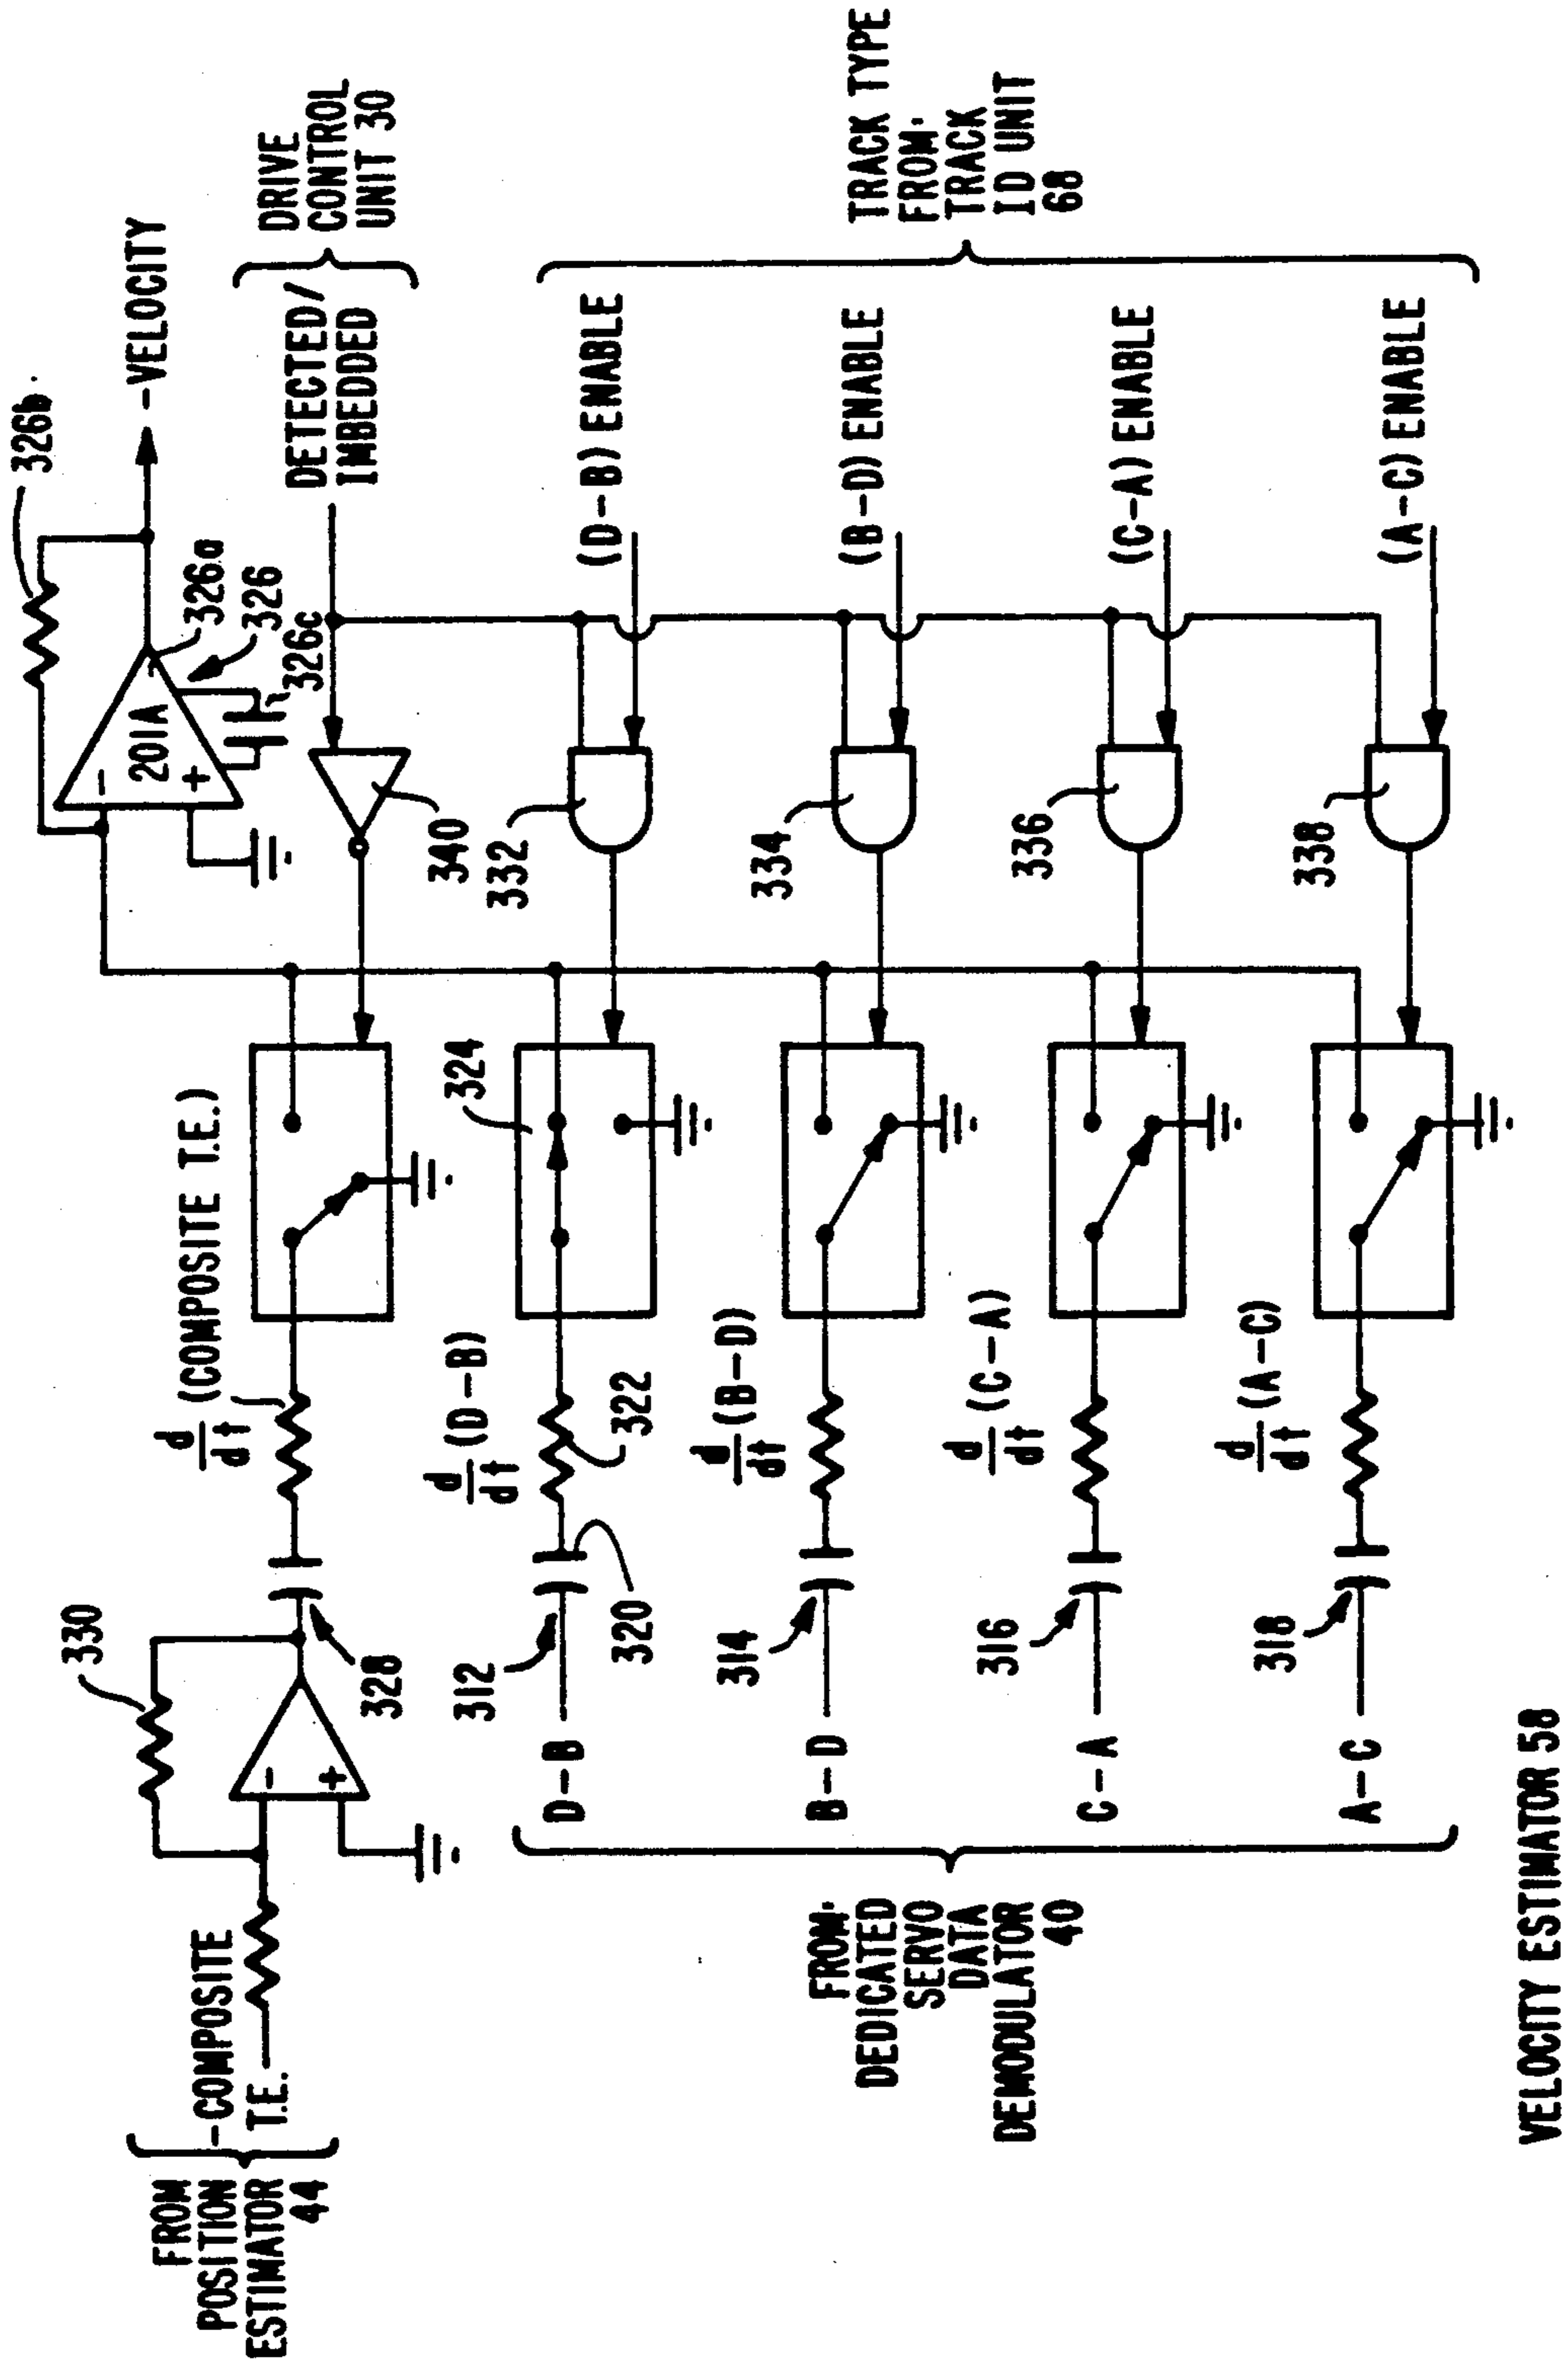 FROM
POSITION
ESTIMATOR
44
-COMPOSITE
T.E.
330
328
d/dt (COMPOSITE T.E.)
326b
-VELOCITY
201A
-
+
326a
326
326c
-
+
340
DETECTED/
IMBEDDED
DRIVE
CONTROL
UNIT 30
FROM:
DEDICATED
SERVO
DATA
DEMODULATOR
40
D-B
312
320
d/dt (D-B)
322
324
332
(D-B) ENABLE
B-D
314
d/dt (B-D)
334
(B-D) ENABLE
C-A
316
d/dt (C-A)
336
(C-A) ENABLE
A-C
318
d/dt (A-C)
338
(A-C) ENABLE
TRACK TYPE
FROM:
TRACK
ID UNIT
68
VELOCITY ESTIMATOR 58